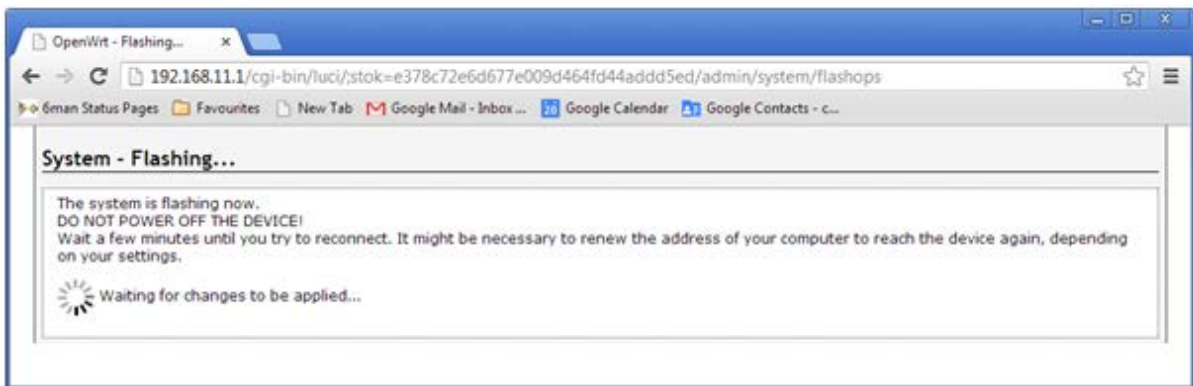 OpenWrt - Flashing...
192.168.11.1/cgi-bin/luci/;stok=e378c72e6d677e009d464fd44addd5ed/admin/system/flashops
6man Status Pages Favourites New Tab Google Mail - Inbox ... 26 Google Calendar Google Contacts - c...
System - Flashing...
The system is flashing now.
DO NOT POWER OFF THE DEVICE!
Wait a few minutes until you try to reconnect. It might be necessary to renew the address of your computer to reach the device again, depending
on your settings.
Waiting for changes to be applied...